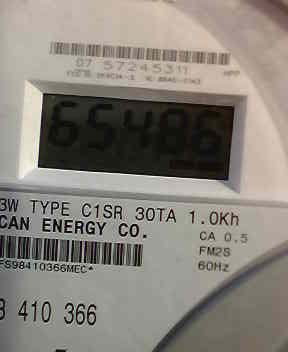 07 57245311
65486
3W TYPE C1SR 30TA 1.0Kh
CAN ENERGY CO.
CA 0.5
FM2S
60Hz
FS98410366MEC*
410 366